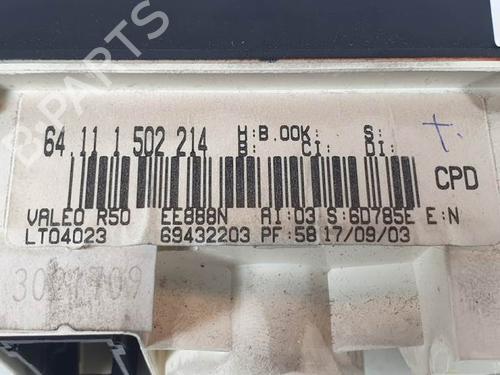 64.11 1 502 214
H:B.00K: S:
B: CI: DI:
CPD
VALEO R50 EE888N AI:03 S:6D785E E:N
LT04023 69432203 PF:58 17/09/03
B-PARTS